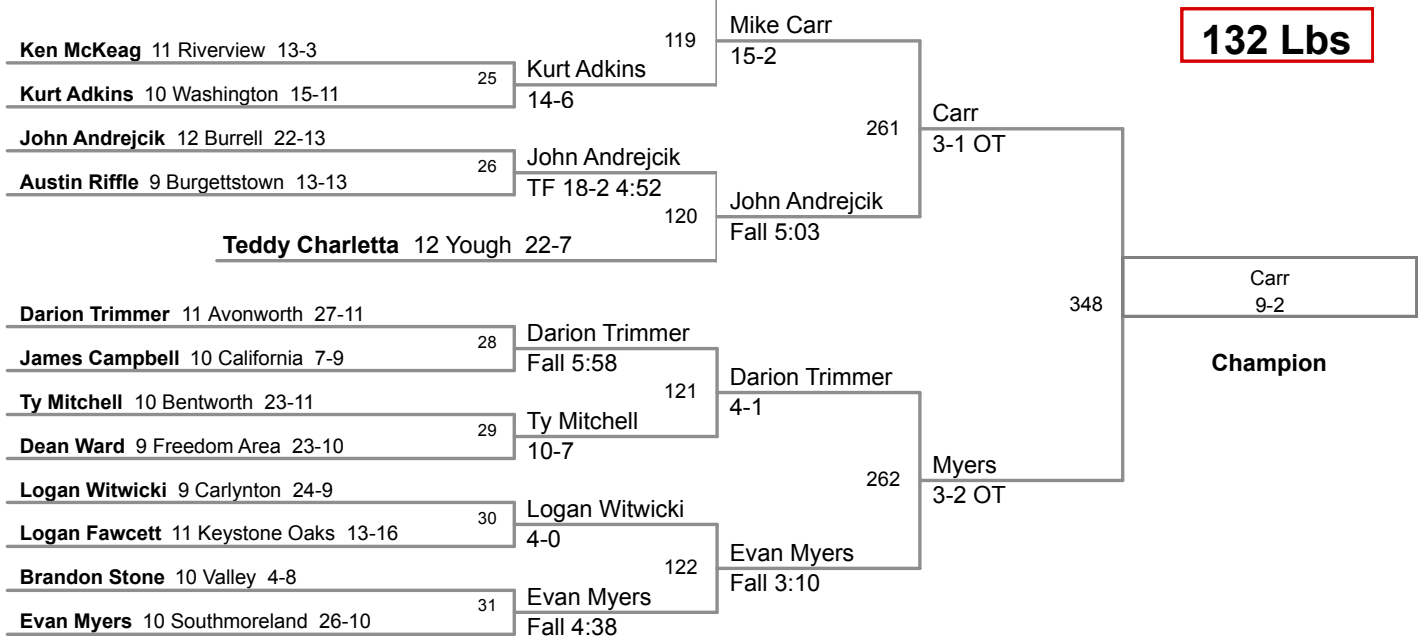 132 Lbs
Ken McKeag 11 Riverview 13-3
25
Kurt Adkins 10 Washington 15-11
Kurt Adkins
14-6
John Andrejcik 12 Burrell 22-13
26
Austin Riffle 9 Burgettstown 13-13
John Andrejcik
TF 18-2 4:52
Teddy Charletta 12 Yough 22-7
119
Mike Carr
15-2
120
John Andrejcik
Fall 5:03
261
Carr
3-1 OT
Darion Trimmer 11 Avonworth 27-11
28
James Campbell 10 California 7-9
Darion Trimmer
Fall 5:58
Ty Mitchell 10 Bentworth 23-11
29
Dean Ward 9 Freedom Area 23-10
Ty Mitchell
10-7
121
Darion Trimmer
4-1
Logan Witwicki 9 Carlynton 24-9
30
Logan Fawcett 11 Keystone Oaks 13-16
Logan Witwicki
4-0
Brandon Stone 10 Valley 4-8
31
Evan Myers 10 Southmoreland 26-10
Evan Myers
Fall 4:38
122
Evan Myers
Fall 3:10
262
Myers
3-2 OT
348
Carr
9-2
Champion